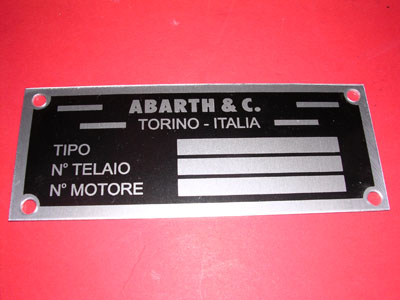 ABARTH & C.
TORINO - ITALIA
TIPO
N° TELAIO
N° MOTORE